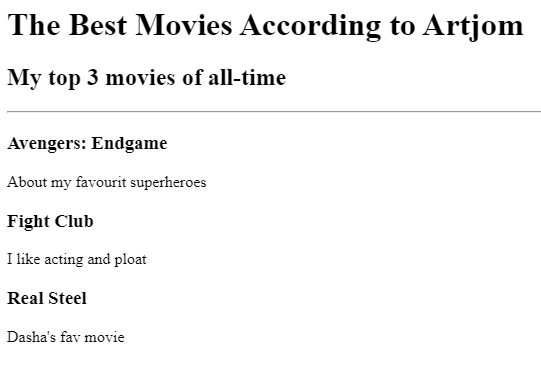 The Best Movies According to Artjom
My top 3 movies of all-time
Avengers: Endgame
About my favourit superheroes
Fight Club
I like acting and ploat
Real Steel
Dasha's fav movie